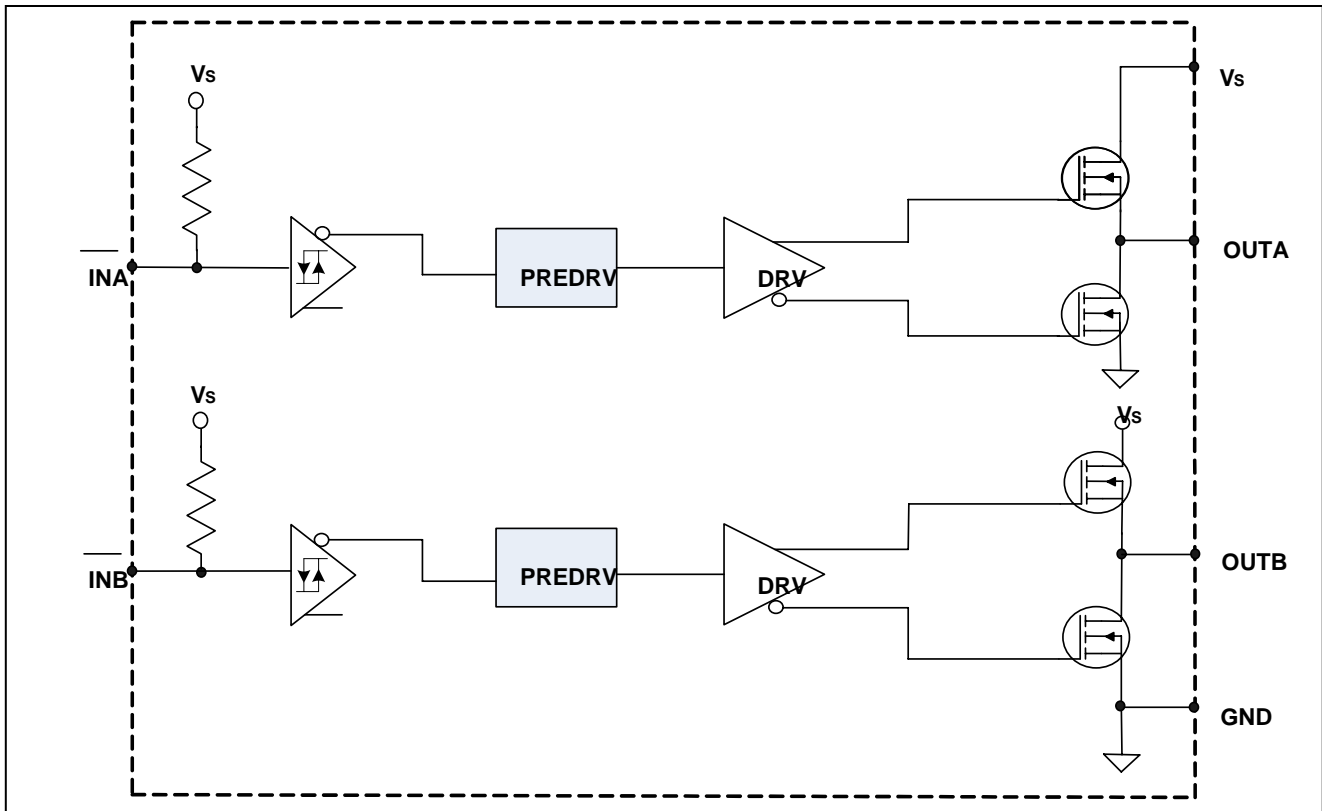 Vs
Vs
INA
PREDRV
DRV
OUTA
Vs
Vs
INB
PREDRV
DRV
OUTB
GND